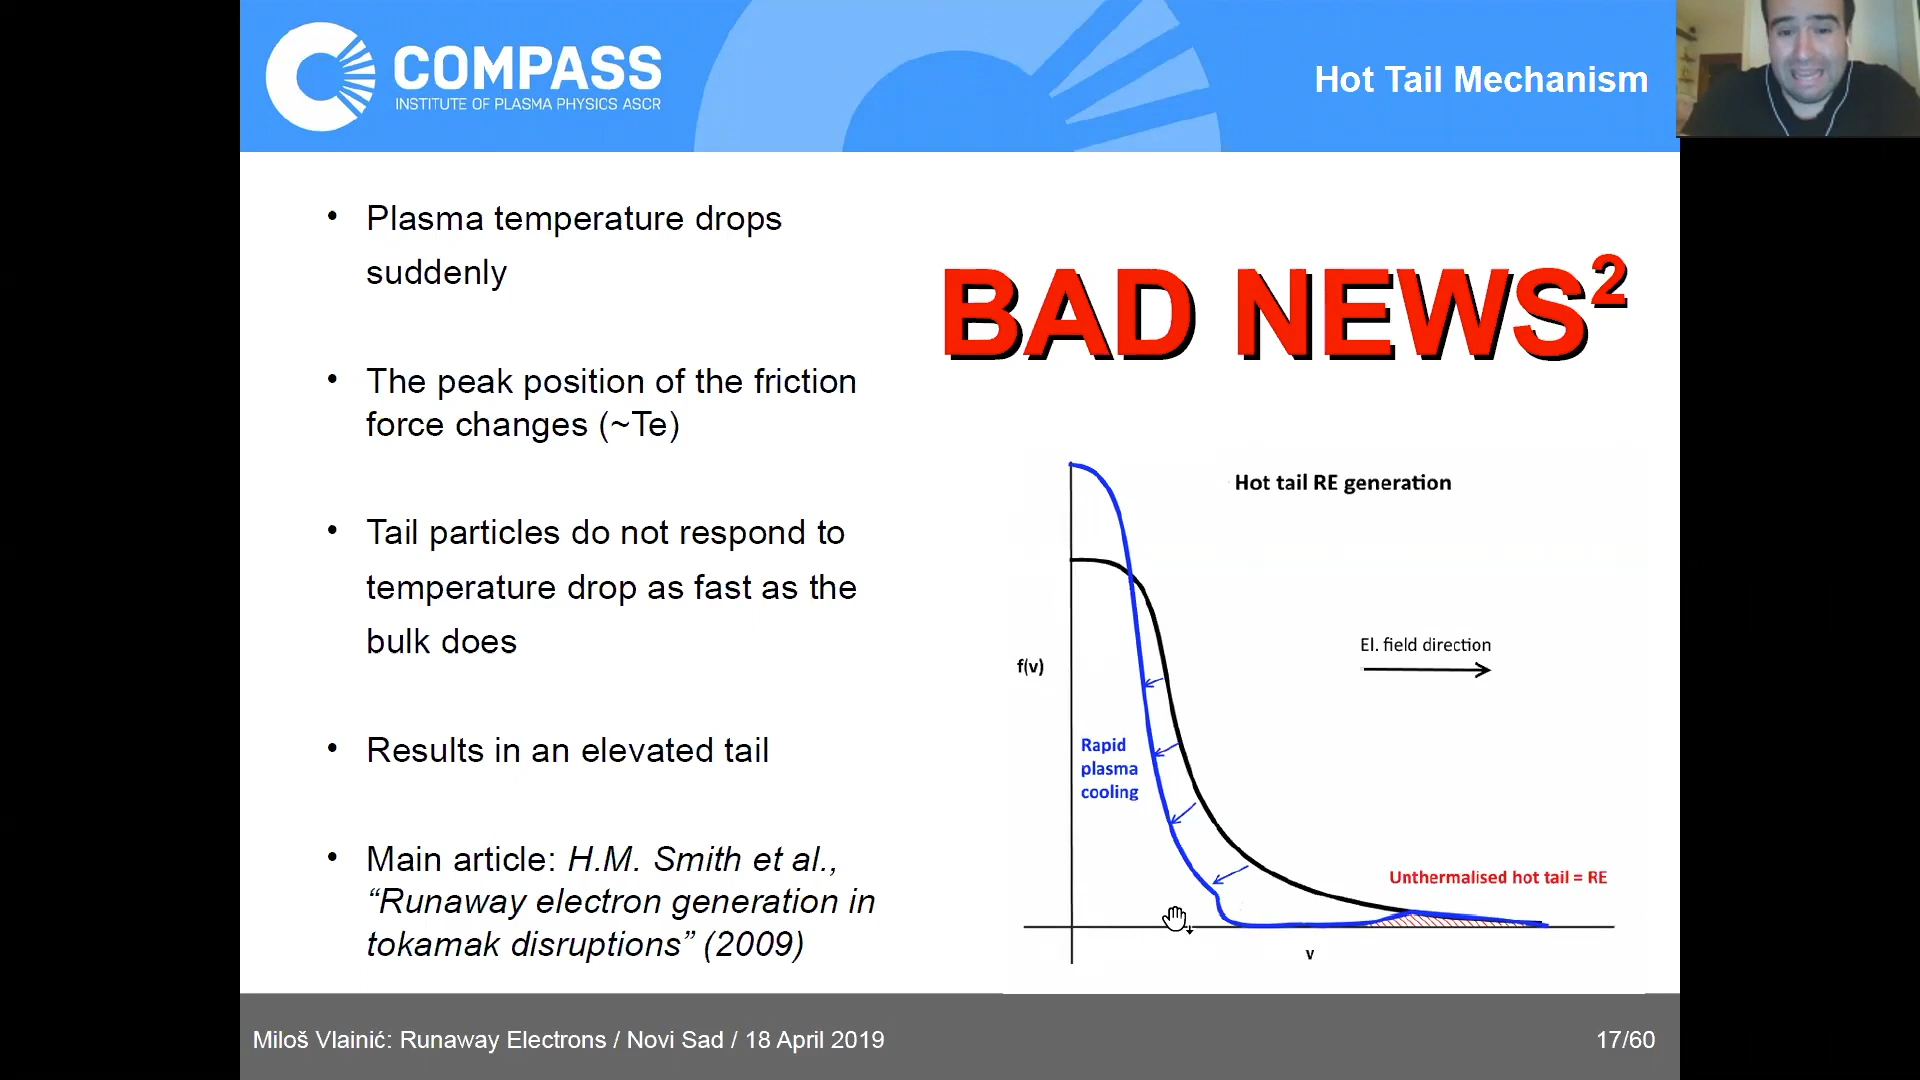 COMPASS
INSTITUTE OF PLASMA PHYSICS ASCR
Hot Tail Mechanism
• Plasma temperature drops
suddenly
• The peak position of the friction
force changes (~Te)
• Tail particles do not respond to
temperature drop as fast as the
bulk does
• Results in an elevated tail
• Main article: H.M. Smith et al.,
“Runaway electron generation in
tokamak disruptions” (2009)
BAD NEWS²
Hot tail RE generation
El. field direction
f(v)
Rapid
plasma
cooling
Unthermalised hot tail = RE
v
Miloš Vlainić: Runaway Electrons / Novi Sad / 18 April 2019
17/60